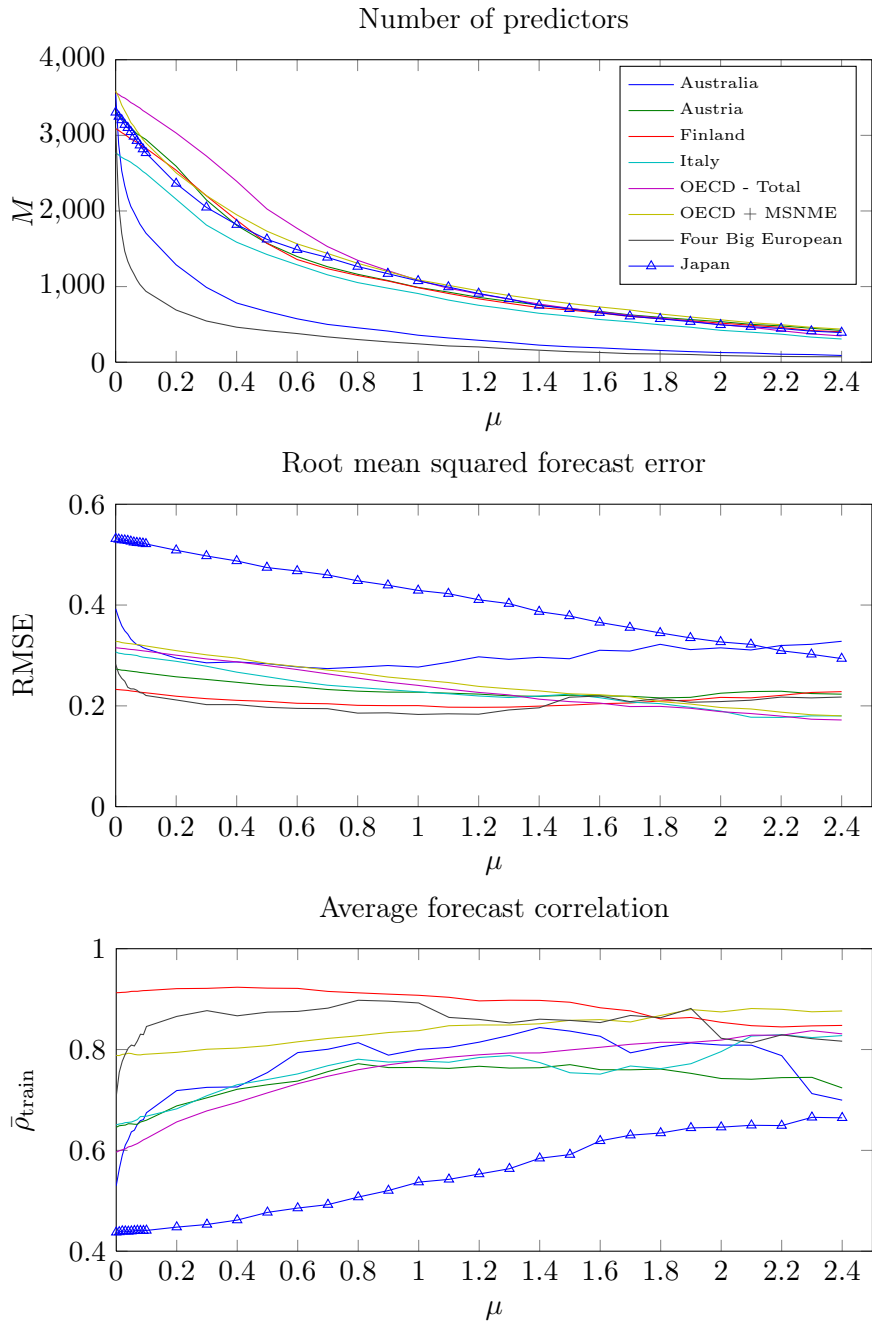 Number of predictors
4,000
3,000
2,000
1,000
0
M
0 0.2 0.4 0.6 0.8 1 1.2 1.4 1.6 1.8 2 2.2 2.4
μ
Australia
Austria
Finland
Italy
OECD - Total
OECD + MSNME
Four Big European
Japan
Root mean squared forecast error
0.6
0.4
0.2
0
RMSE
0 0.2 0.4 0.6 0.8 1 1.2 1.4 1.6 1.8 2 2.2 2.4
μ
Average forecast correlation
1
0.8
0.6
0.4
ρ̄train
0 0.2 0.4 0.6 0.8 1 1.2 1.4 1.6 1.8 2 2.2 2.4
μ